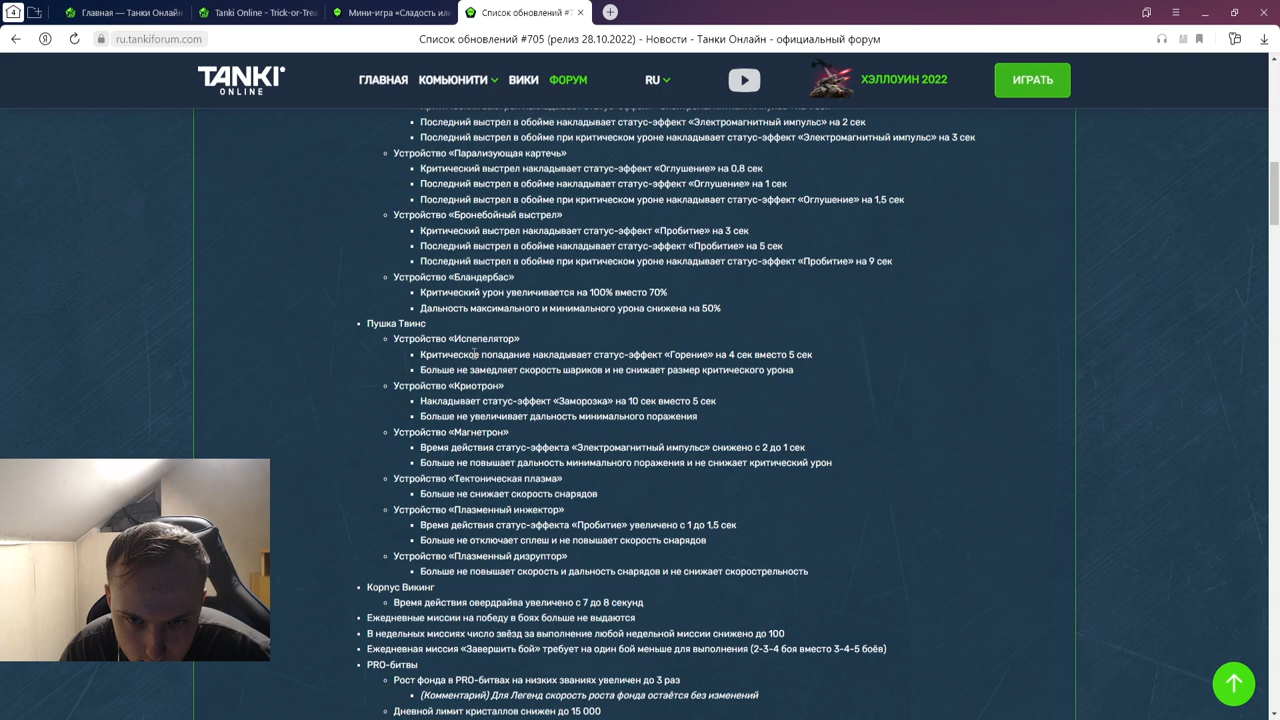 4
Главная — Танки Онлайн
Tanki Online - Trick-or-Trea
Мини-игра «Сладость ил
Список обновлений #7
ru.tankiforum.com
Список обновлений #705 (релиз 28.10.2022) - Новости - Танки Онлайн - официальный форум
TANKI
ONLINE
ГЛАВНАЯ
КОМЬЮНИТИ
ВИКИ
ФОРУМ
RU
ХЭЛЛОУИН 2022
ИГРАТЬ
Последний выстрел в обойме накладывает статус-эффект «Электромагнитный импульс» на 2 сек
Последний выстрел в обойме при критическом уроне накладывает статус-эффект «Электромагнитный импульс» на 3 сек
Устройство «Парализующая картечь»
Критический выстрел накладывает статус-эффект «Оглушение» на 0,8 сек
Последний выстрел в обойме накладывает статус-эффект «Оглушение» на 1 сек
Последний выстрел в обойме при критическом уроне накладывает статус-эффект «Оглушение» на 1,5 сек
Устройство «Бронебойный выстрел»
Критический выстрел накладывает статус-эффект «Пробитие» на 3 сек
Последний выстрел в обойме накладывает статус-эффект «Пробитие» на 5 сек
Последний выстрел в обойме при критическом уроне накладывает статус-эффект «Пробитие» на 9 сек
Устройство «Бландербас»
Критический урон увеличивается на 100% вместо 70%
Дальность максимального и минимального урона снижена на 50%
Пушка Твинс
Устройство «Испепелятор»
Критическое попадание накладывает статус-эффект «Горение» на 4 сек вместо 5 сек
Больше не замедляет скорость шариков и не снижает размер критического урона
Устройство «Криотрон»
Накладывает статус-эффект «Заморозка» на 10 сек вместо 5 сек
Больше не увеличивает дальность минимального поражения
Устройство «Магнетрон»
Время действия статус-эффекта «Электромагнитный импульс» снижено с 2 до 1 сек
Больше не повышает дальность минимального поражения и не снижает критический урон
Устройство «Тектоническая плазма»
Больше не снижает скорость снарядов
Устройство «Плазменный инжектор»
Время действия статус-эффекта «Пробитие» увеличено с 1 до 1,5 сек
Больше не отключает сплеш и не повышает скорость снарядов
Устройство «Плазменный дизруптор»
Больше не повышает скорость и дальность снарядов и не снижает скорострельность
Корпус Викинг
Время действия овердрайва увеличено с 7 до 8 секунд
Ежедневные миссии на победу в боях больше не выдаются
В недельных миссиях число звёзд за выполнение любой недельной миссии снижено до 100
Ежедневная миссия «Завершить бой» требует на один бой меньше для выполнения (2-3-4 боя вместо 3-4-5 боёв)
PRO-битвы
Рост фонда в PRO-битвах на низких званиях увеличен до 3 раз
(Комментарий) Для Легенд скорость роста фонда остаётся без изменений
Дневной лимит кристаллов снижен до 15 000